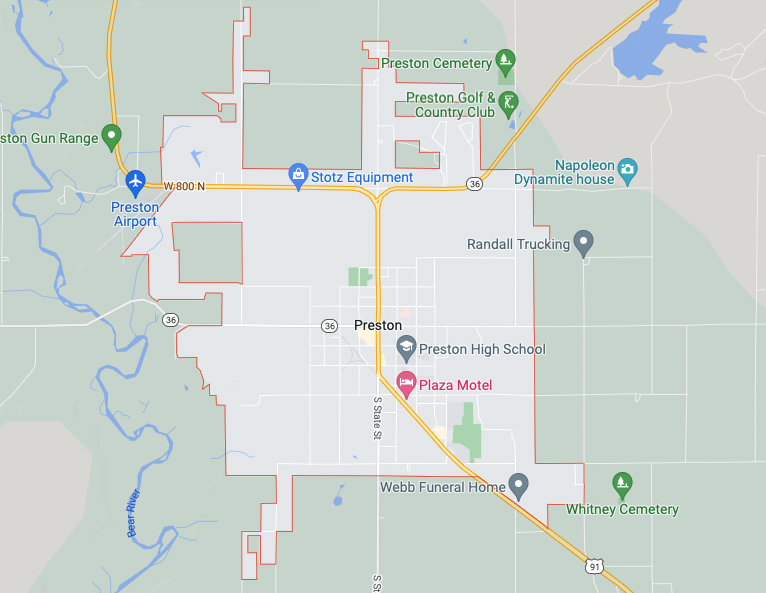 Preston Cemetery
Preston Golf &
Country Club
ston Gun Range
Napoleon
Dynamite house
Stotz Equipment
W 800 N
36
Preston
Airport
Randall Trucking
36
36
Preston
Preston High School
Plaza Motel
S State St
Webb Funeral Home
Whitney Cemetery
Bear River
91
S St